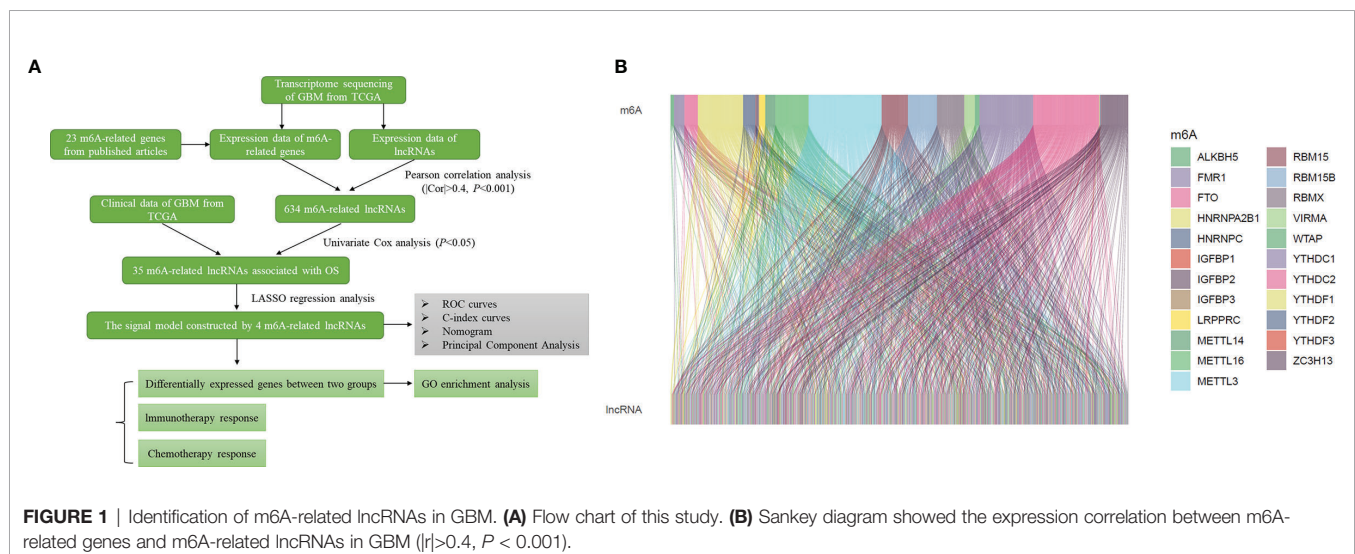 A
Transcriptome sequencing
of GBM from TCGA
23 m6A-related genes
from published articles
Expression data of m6A-
related genes
Expression data of
lncRNAs
Pearson correlation analysis
(|Cor|>0.4, P<0.001)
Clinical data of GBM from
TCGA
634 m6A-related lncRNAs
Univariate Cox analysis (P<0.05)
35 m6A-related lncRNAs associated with OS
LASSO regression analysis
The signal model constructed by 4 m6A-related lncRNAs
➢ ROC curves
➢ C-index curves
➢ Nomogram
➢ Principal Component Analysis
Differentially expressed genes between two groups
GO enrichment analysis
Immunotherapy response
Chemotherapy response
B
m6A
lncRNA
m6A
ALKBH5
FMR1
FTO
HNRNPA2B1
HNRNPC
IGFBP1
IGFBP2
IGFBP3
LRPPRC
METTL14
METTL16
METTL3
RBM15
RBM15B
RBMX
VIRMA
WTAP
YTHDC1
YTHDC2
YTHDF1
YTHDF2
YTHDF3
ZC3H13
FIGURE 1 | Identification of m6A-related lncRNAs in GBM. (A) Flow chart of this study. (B) Sankey diagram showed the expression correlation between m6A-
related genes and m6A-related lncRNAs in GBM (|r|>0.4, P < 0.001).